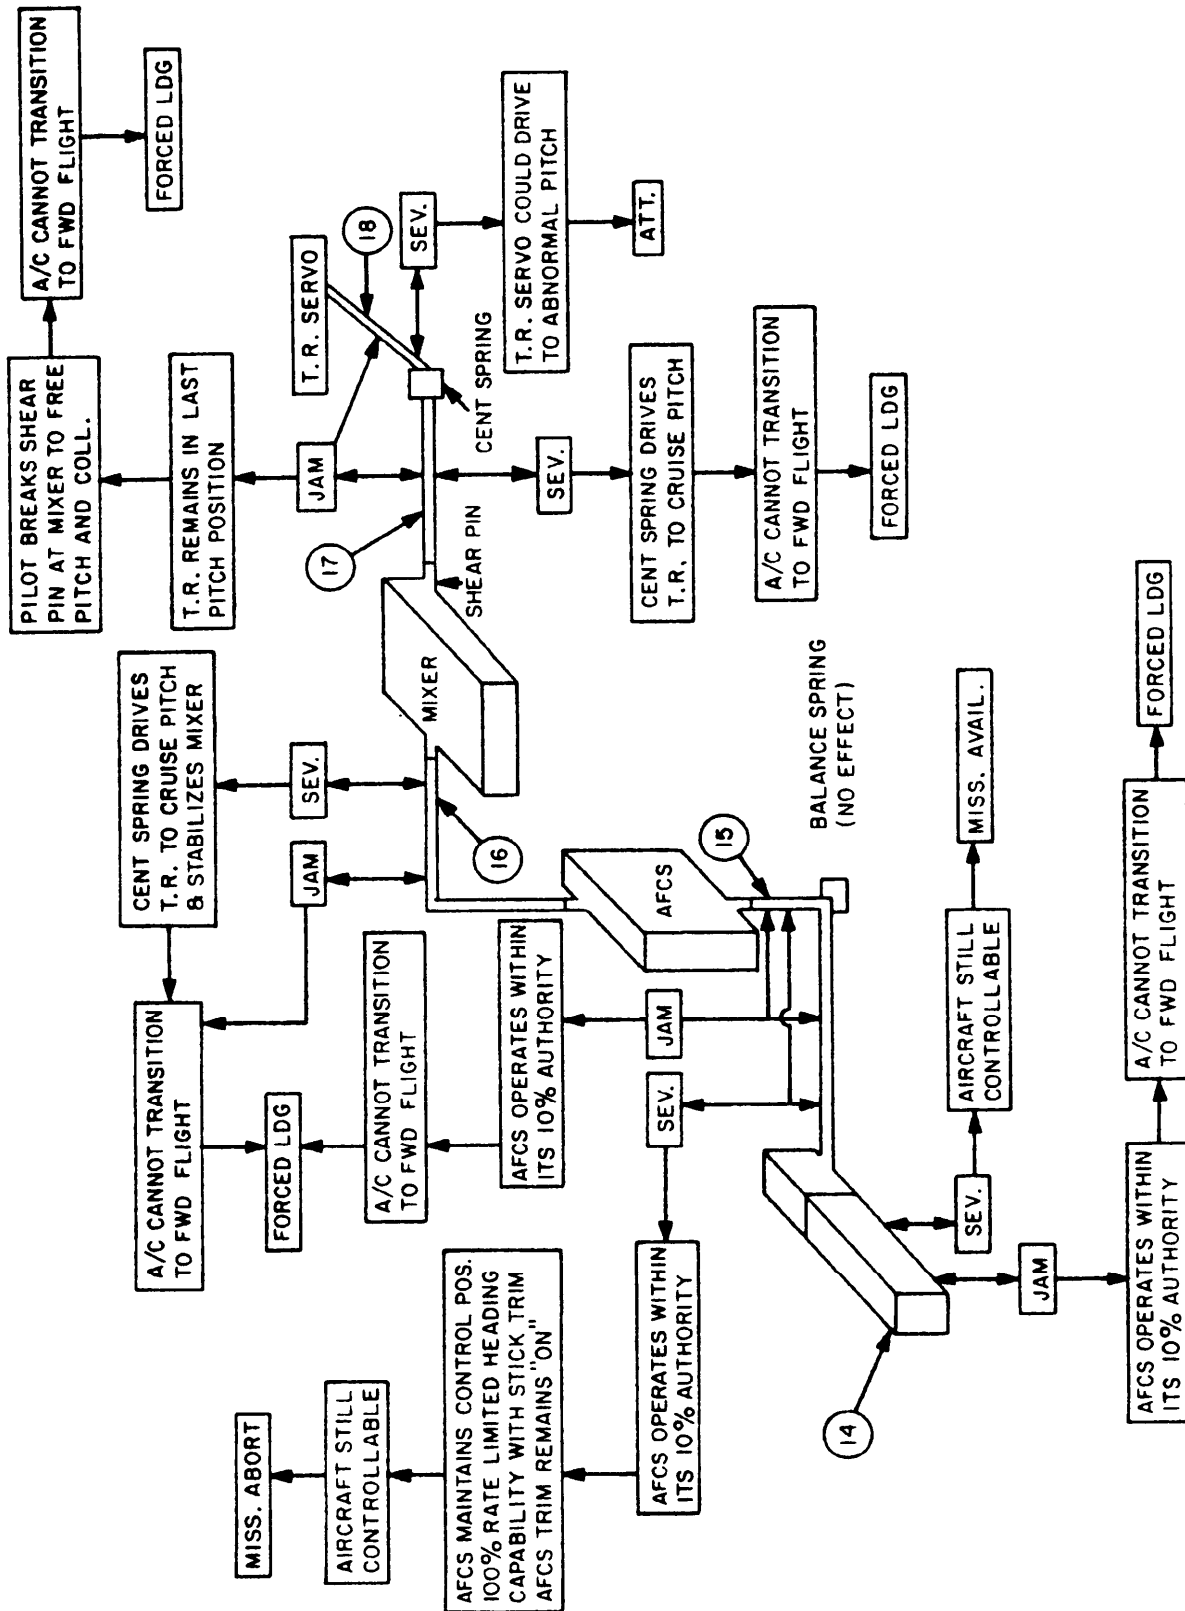 MISS. ABORT
AIRCRAFT STILL
CONTROLLABLE
AFCS MAINTAINS CONTROL POS.
100% RATE LIMITED HEADING
CAPABILITY WITH STICK TRIM
AFCS TRIM REMAINS "ON"
AFCS OPERATES WITHIN
ITS 10% AUTHORITY
14
A/C CANNOT TRANSITION
TO FWD FLIGHT
FORCED LDG
A/C CANNOT TRANSITION
TO FWD FLIGHT
AFCS OPERATES WITHIN
ITS 10% AUTHORITY
SEV.
JAM
CENT SPRING DRIVES
T.R. TO CRUISE PITCH
& STABILIZES MIXER
JAM
SEV.
16
MIXER
AFCS
15
BALANCE SPRING
(NO EFFECT)
SEV.
AIRCRAFT STILL
CONTROLLABLE
MISS. AVAIL.
JAM
AFCS OPERATES WITHIN
ITS 10% AUTHORITY
A/C CANNOT TRANSITION
TO FWD FLIGHT
FORCED LDG
PILOT BREAKS SHEAR
PIN AT MIXER TO FREE
PITCH AND COLL.
A/C CANNOT TRANSITION
TO FWD FLIGHT
FORCED LDG
T.R. REMAINS IN LAST
PITCH POSITION
JAM
17
SHEAR PIN
T.R. SERVO
18
CENT SPRING
SEV.
T.R. SERVO COULD DRIVE
TO ABNORMAL PITCH
ATT.
SEV.
CENT SPRING DRIVES
T.R. TO CRUISE PITCH
A/C CANNOT TRANSITION
TO FWD FLIGHT
FORCED LDG